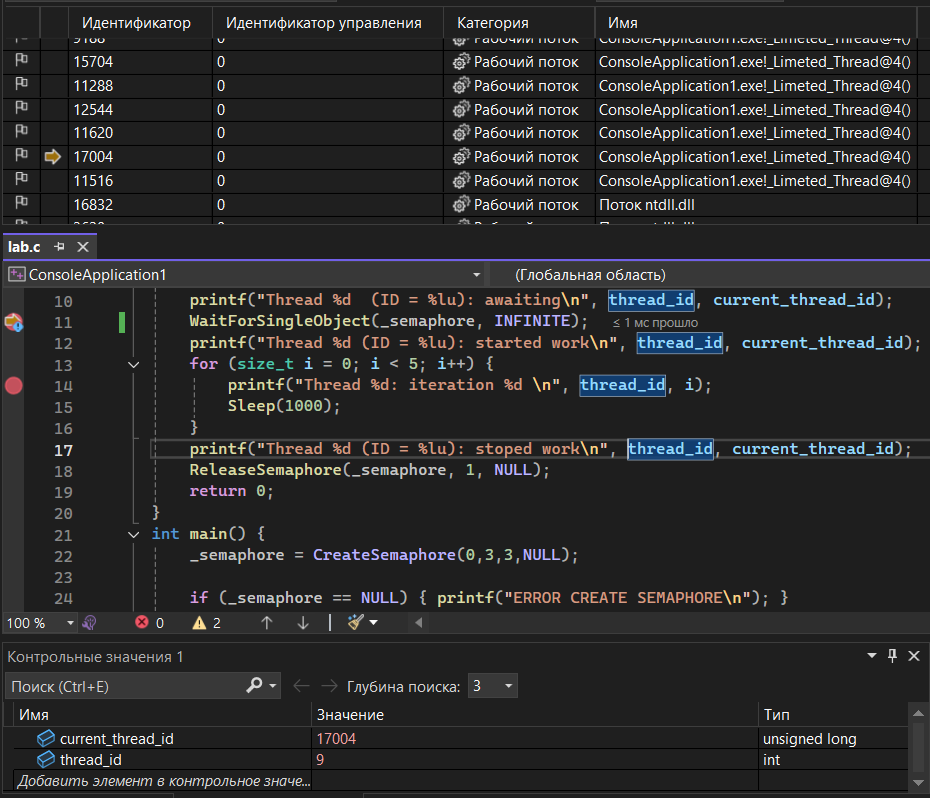 Идентификатор Идентификатор управления Категория Имя
9188 0 Рабочий поток ConsoleApplication1.exe!_Limeted_Thread@4()
15704 0 Рабочий поток ConsoleApplication1.exe!_Limeted_Thread@4()
11288 0 Рабочий поток ConsoleApplication1.exe!_Limeted_Thread@4()
12544 0 Рабочий поток ConsoleApplication1.exe!_Limeted_Thread@4()
11620 0 Рабочий поток ConsoleApplication1.exe!_Limeted_Thread@4()
17004 0 Рабочий поток ConsoleApplication1.exe!_Limeted_Thread@4()
11516 0 Рабочий поток ConsoleApplication1.exe!_Limeted_Thread@4()
16832 0 Рабочий поток Поток ntdll.dll
lab.c
ConsoleApplication1 (Глобальная область)
10 printf("Thread %d  (ID = %lu): awaiting\n", thread_id, current_thread_id);
11 WaitForSingleObject(_semaphore, INFINITE); ≤ 1 мс прошло
12 printf("Thread %d (ID = %lu): started work\n", thread_id, current_thread_id);
13 for (size_t i = 0; i < 5; i++) {
14 printf("Thread %d: iteration %d \n", thread_id, i);
15 Sleep(1000);
16 }
17 printf("Thread %d (ID = %lu): stoped work\n", thread_id, current_thread_id);
18 ReleaseSemaphore(_semaphore, 1, NULL);
19 return 0;
20 }
21 int main() {
22 _semaphore = CreateSemaphore(0,3,3,NULL);
23
24 if (_semaphore == NULL) { printf("ERROR CREATE SEMAPHORE\n"); }
100 % 0 2
Контрольные значения 1
Поиск (Ctrl+E) Глубина поиска: 3
Имя Значение Тип
current_thread_id 17004 unsigned long
thread_id 9 int
Добавить элемент в контрольное значе...